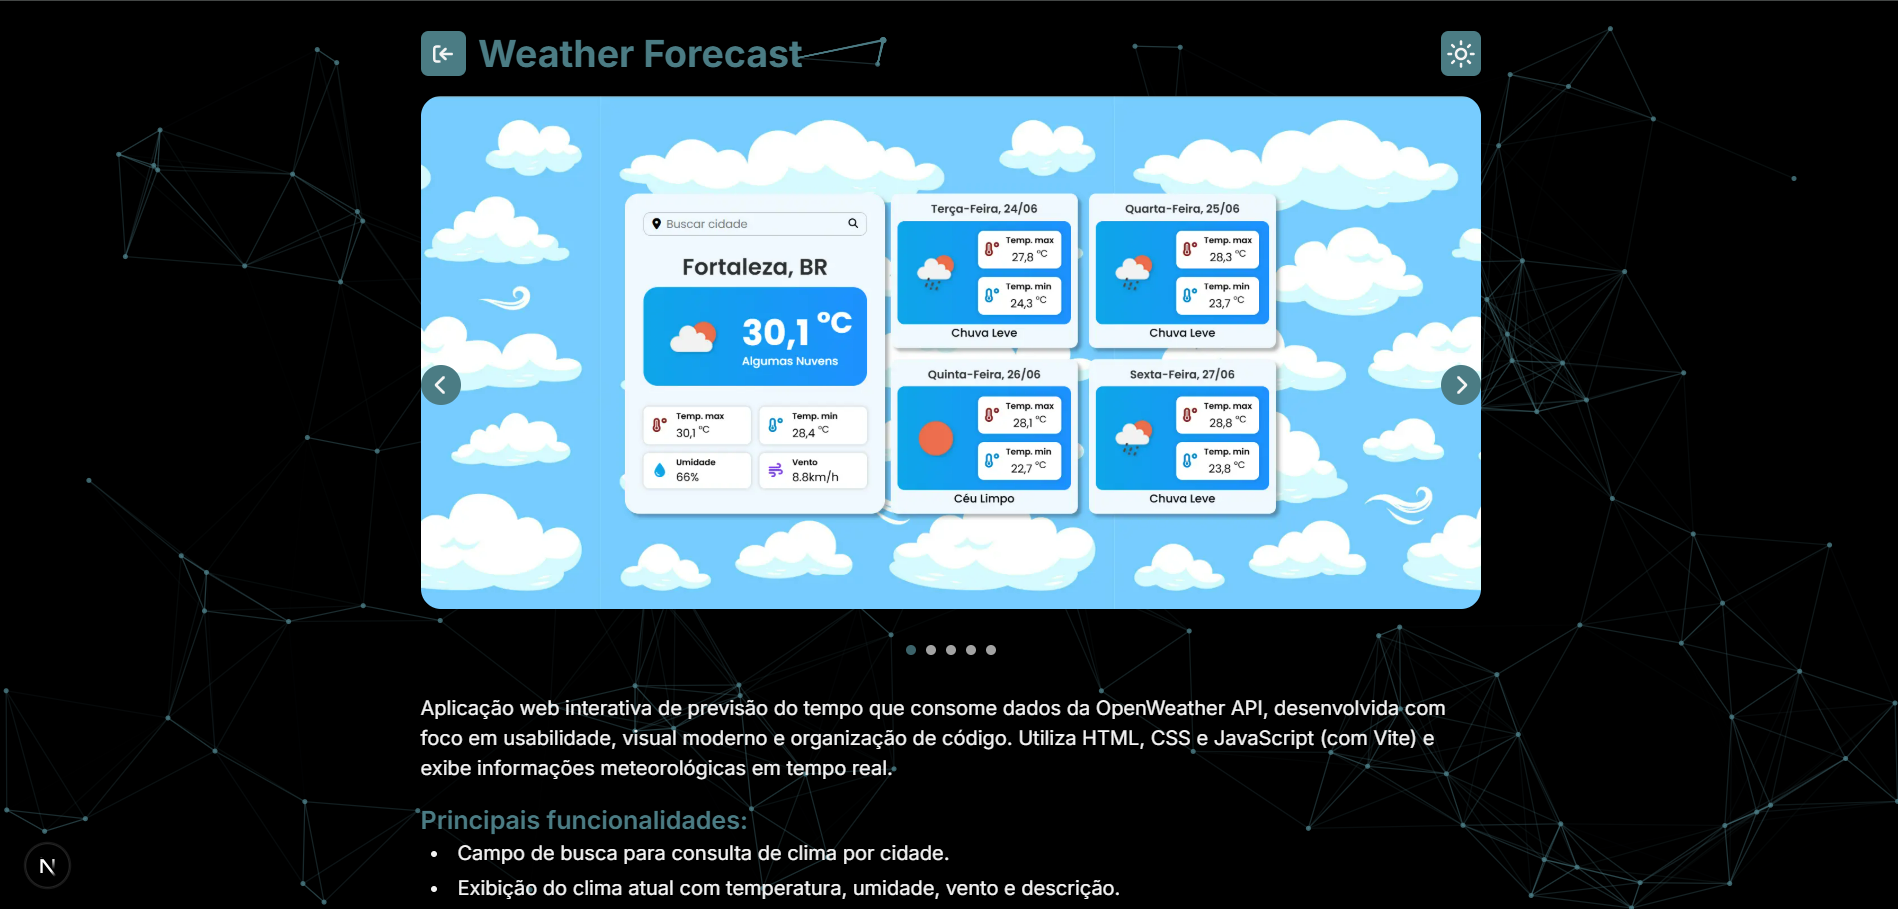 Weather Forecast
Buscar cidade
Fortaleza, BR
30,1 °C
Algumas Nuvens
Temp. max
30,1 °C
Temp. min
28,4 °C
Umidade
66%
Vento
8.8km/h
Terça-Feira, 24/06
Temp. max
27,8 °C
Temp. min
24,3 °C
Chuva Leve
Quarta-Feira, 25/06
Temp. max
28,3 °C
Temp. min
23,7 °C
Chuva Leve
Quinta-Feira, 26/06
Temp. max
28,1 °C
Temp. min
22,7 °C
Céu Limpo
Sexta-Feira, 27/06
Temp. max
28,8 °C
Temp. min
23,8 °C
Chuva Leve
Aplicação web interativa de previsão do tempo que consome dados da OpenWeather API, desenvolvida com
foco em usabilidade, visual moderno e organização de código. Utiliza HTML, CSS e JavaScript (com Vite) e
exibe informações meteorológicas em tempo real.
Principais funcionalidades:
• Campo de busca para consulta de clima por cidade.
• Exibição do clima atual com temperatura, umidade, vento e descrição.
N